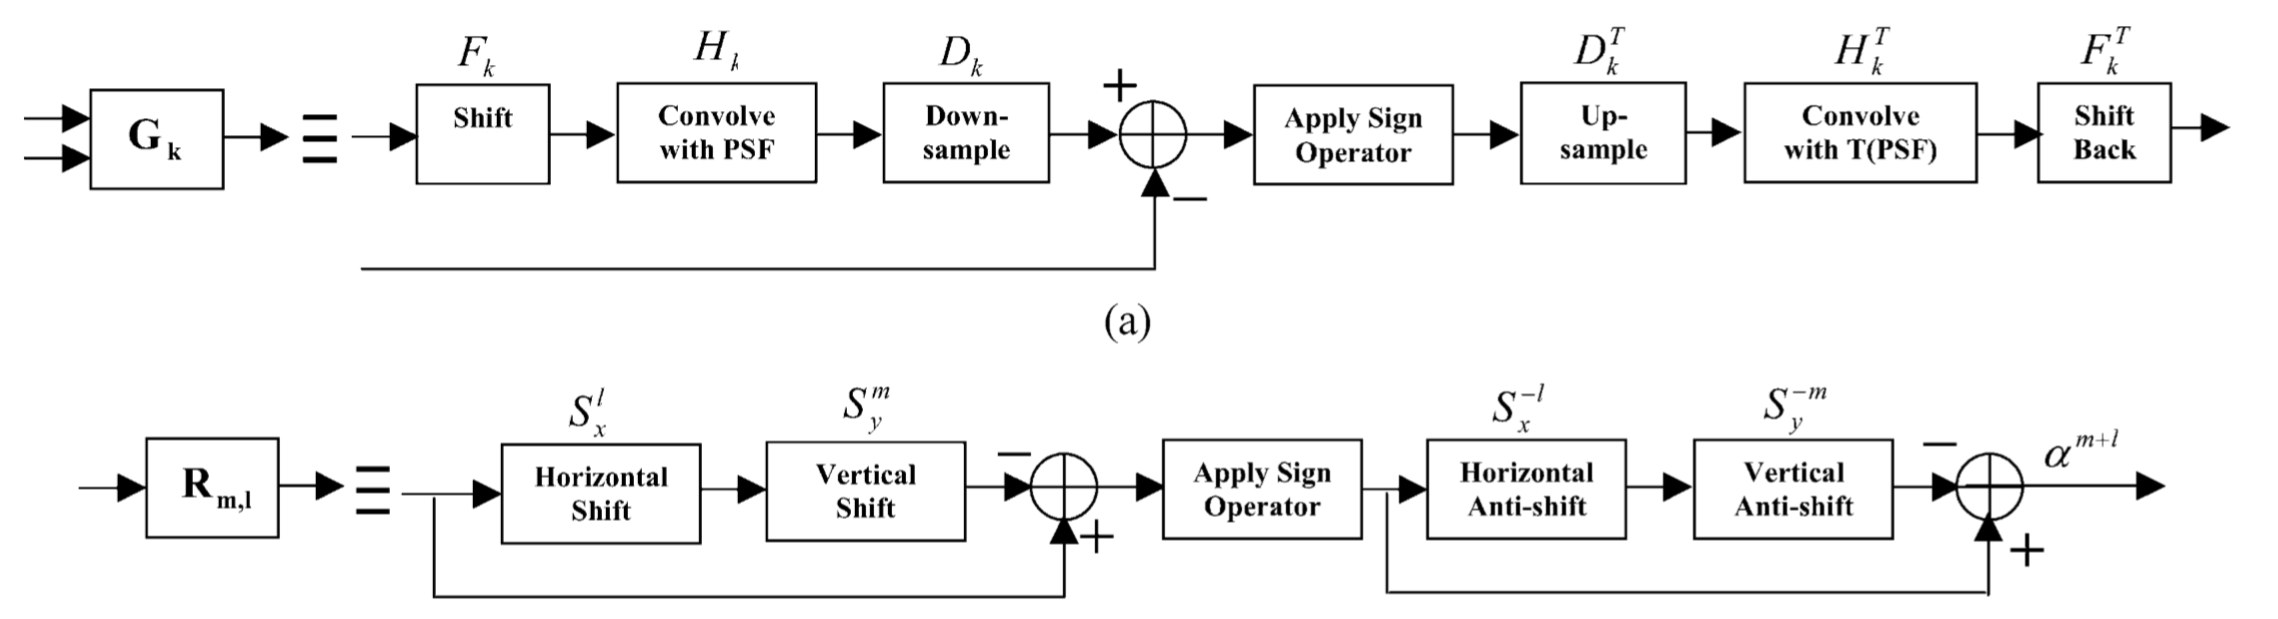 F_k H_k D_k D_k^T H_k^T F_k^T
G_k ≡ Shift Convolve with PSF Down-sample + − Apply Sign Operator Up-sample Convolve with T(PSF) Shift Back
(a)
S_x^l S_y^m S_x^{-l} S_y^{-m} α^{m+l}
R_{m,l} ≡ Horizontal Shift Vertical Shift − + Apply Sign Operator Horizontal Anti-shift Vertical Anti-shift − +